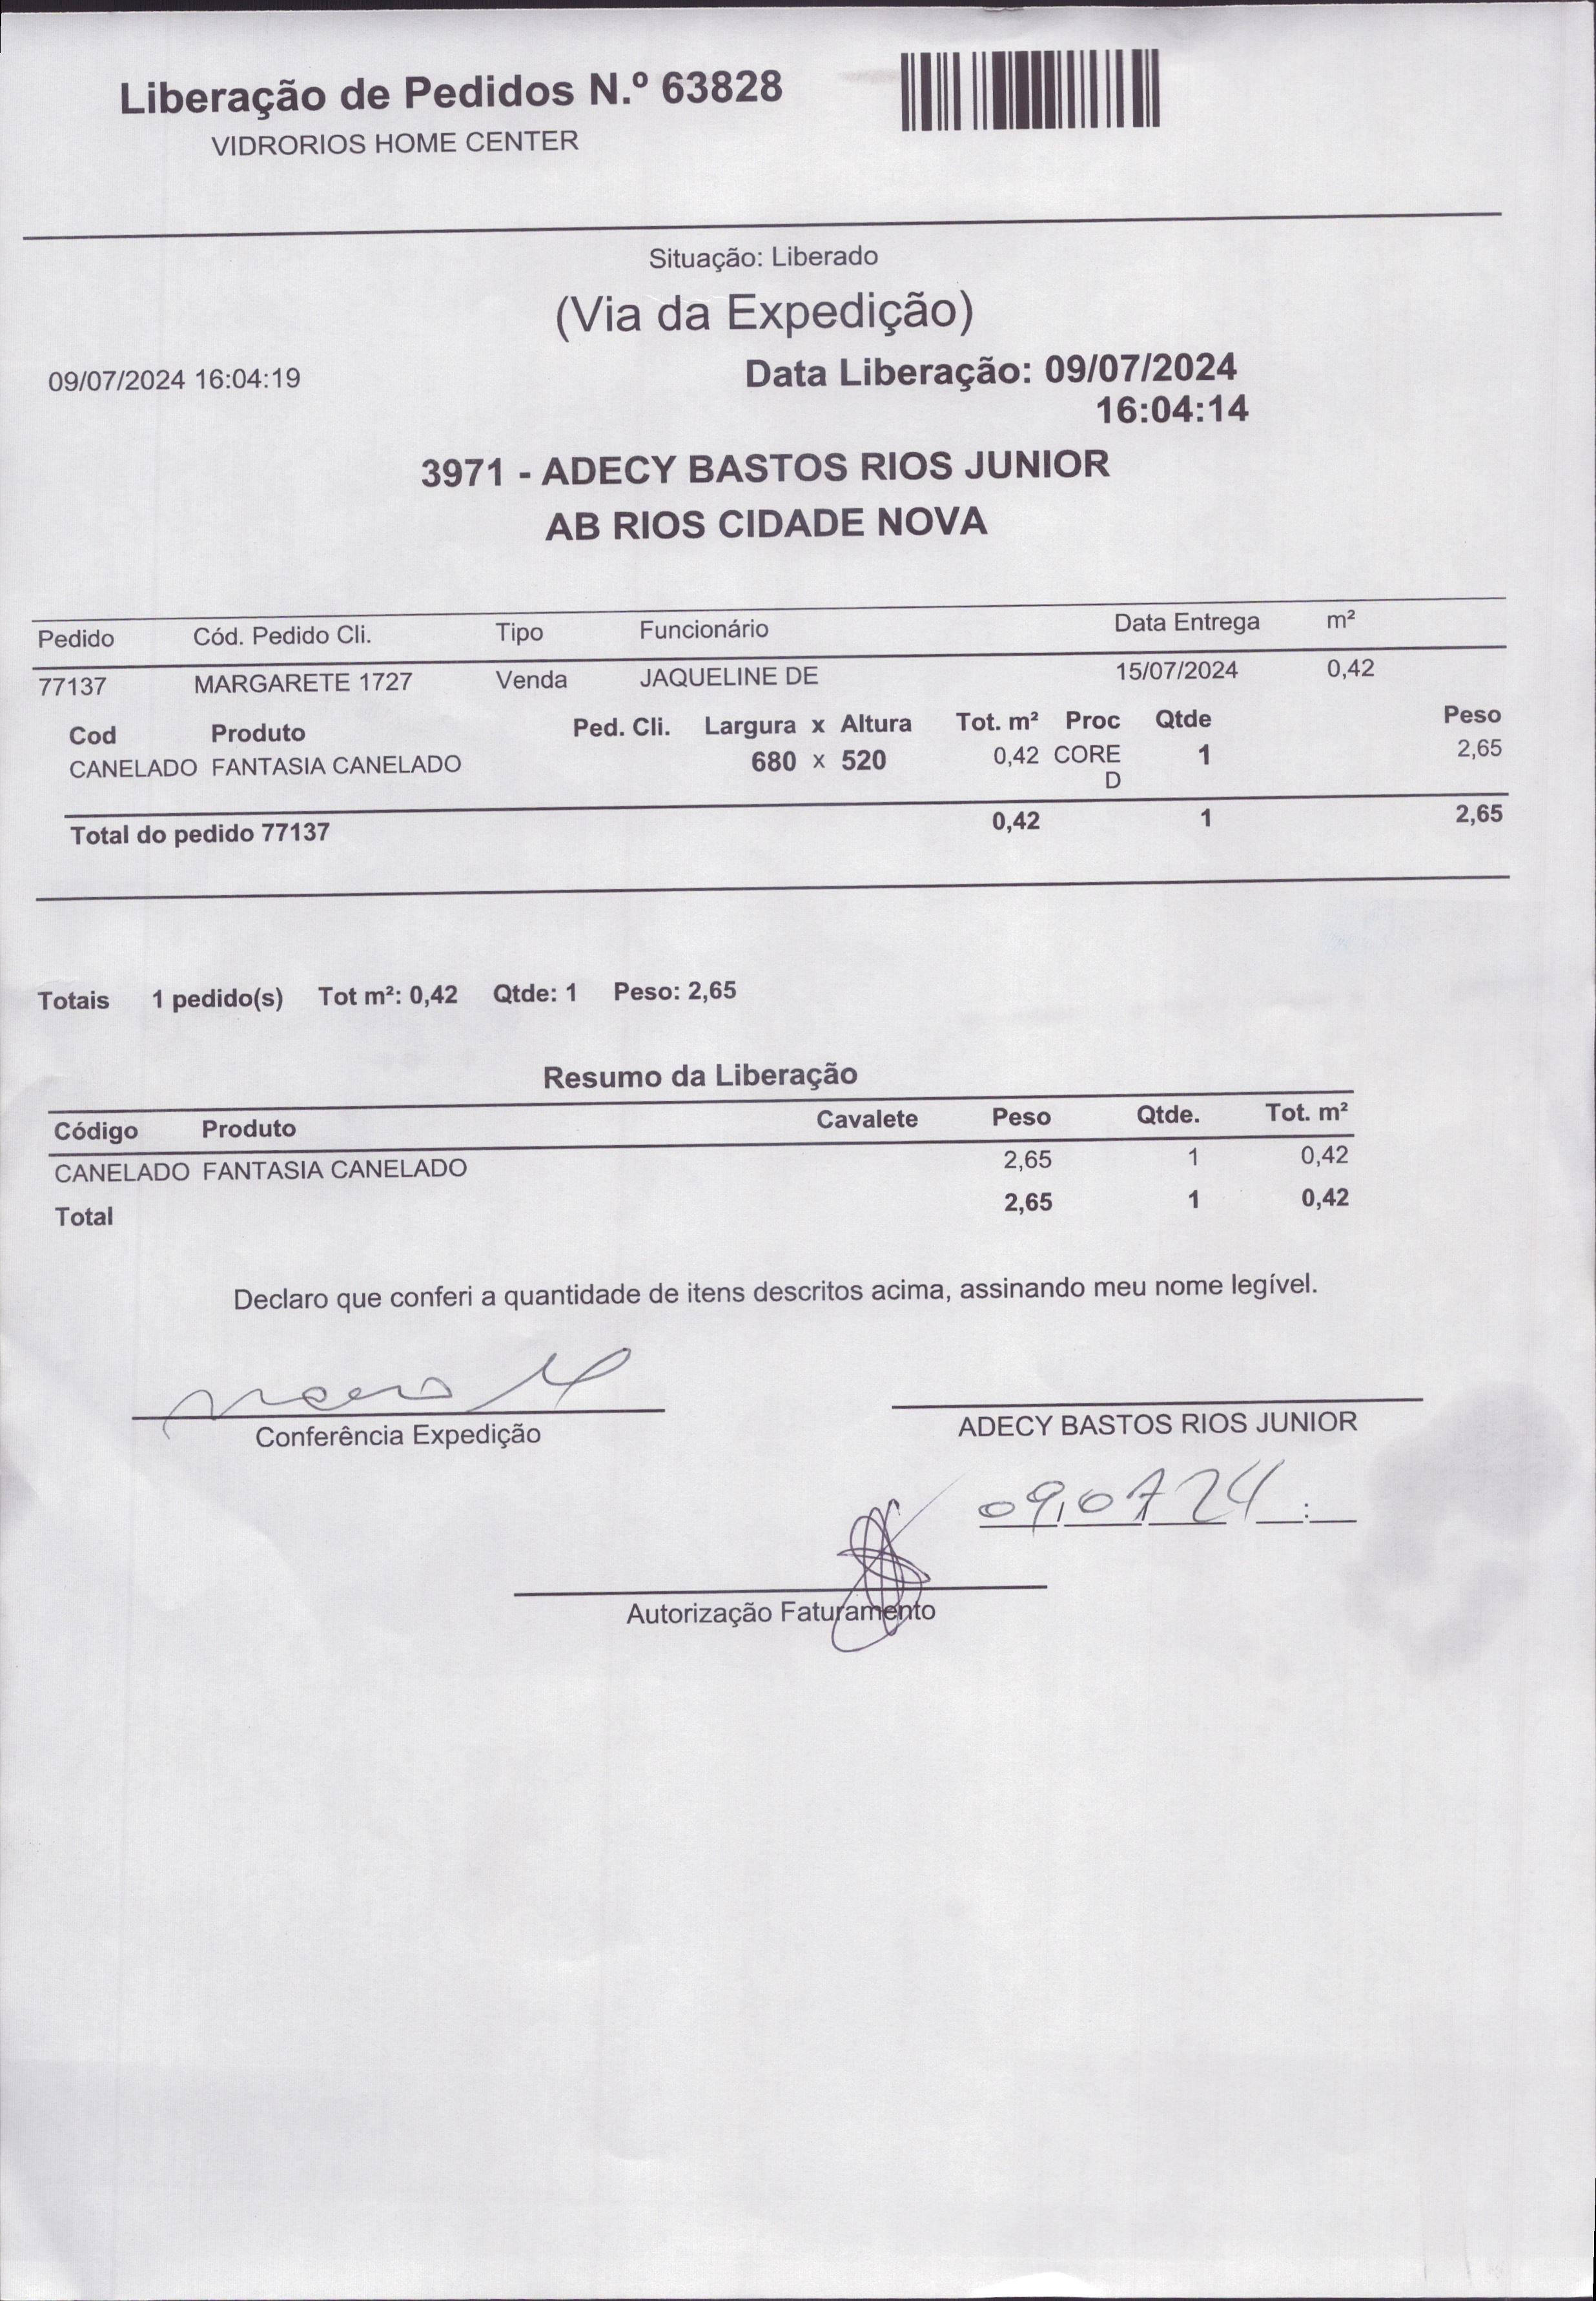 Liberação de Pedidos N.º 63828
VIDRORIOS HOME CENTER
Situação: Liberado
(Via da Expedição)
09/07/2024 16:04:19
Data Liberação: 09/07/2024
16:04:14
3971 - ADECY BASTOS RIOS JUNIOR
AB RIOS CIDADE NOVA
Pedido Cód. Pedido Cli. Tipo Funcionário Data Entrega m²
77137 MARGARETE 1727 Venda JAQUELINE DE 15/07/2024 0,42
Cod Produto Ped. Cli. Largura x Altura Tot. m² Proc Qtde Peso
CANELADO FANTASIA CANELADO 680 x 520 0,42 CORE 1 2,65
D
Total do pedido 77137 0,42 1 2,65
Totais 1 pedido(s) Tot m²: 0,42 Qtde: 1 Peso: 2,65
Resumo da Liberação
Código Produto Cavalete Peso Qtde. Tot. m²
CANELADO FANTASIA CANELADO 2,65 1 0,42
Total 2,65 1 0,42
Declaro que conferi a quantidade de itens descritos acima, assinando meu nome legível.
Conferência Expedição
ADECY BASTOS RIOS JUNIOR
09,07 24 :
Autorização Faturamento